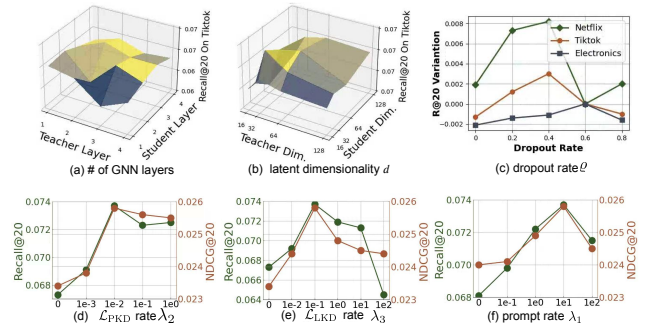 Recall@20 On Tiktok
0.07
0.07
0.07
0.07
0.07
1
2
3
4
Teacher Layer
1
2
3
4
Student Layer
(a) # of GNN layers
Recall@20 On Tiktok
0.07
0.07
0.07
0.07
0.07
16
32
64
128
Teacher Dim.
16
32
64
128
Student Dim.
(b) latent dimensionality d
R@20 Variantion
0.008
0.006
0.004
0.002
0.000
-0.002
Netflix
Tiktok
Electronics
0
0.2
0.4
0.6
0.8
Dropout Rate
(c) dropout rate ϱ
Recall@20
0.074
0.072
0.070
0.068
NDCG@20
0.026
0.025
0.024
0.023
0 1e-3 1e-2 1e-1 1e0
(d) ℒPKD rate λ2
Recall@20
0.074
0.072
0.070
0.068
0.066
0.064
NDCG@20
0.026
0.025
0.024
0.023
0 1e-2 1e-1 1e0 1e1 1e2
(e) ℒLKD rate λ3
Recall@20
0.074
0.072
0.070
0.068
NDCG@20
0.026
0.025
0.024
0.023
0 1e-1 1e0 1e1 1e2
(f) prompt rate λ1